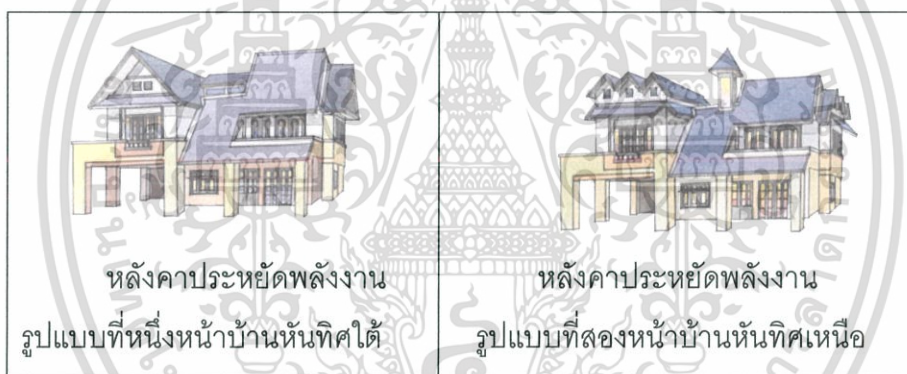 หลังคาประหยัดพลังงาน
รูปแบบที่หนึ่งหน้าบ้านหันทิศใต้
หลังคาประหยัดพลังงาน
รูปแบบที่สองหน้าบ้านหันทิศเหนือ